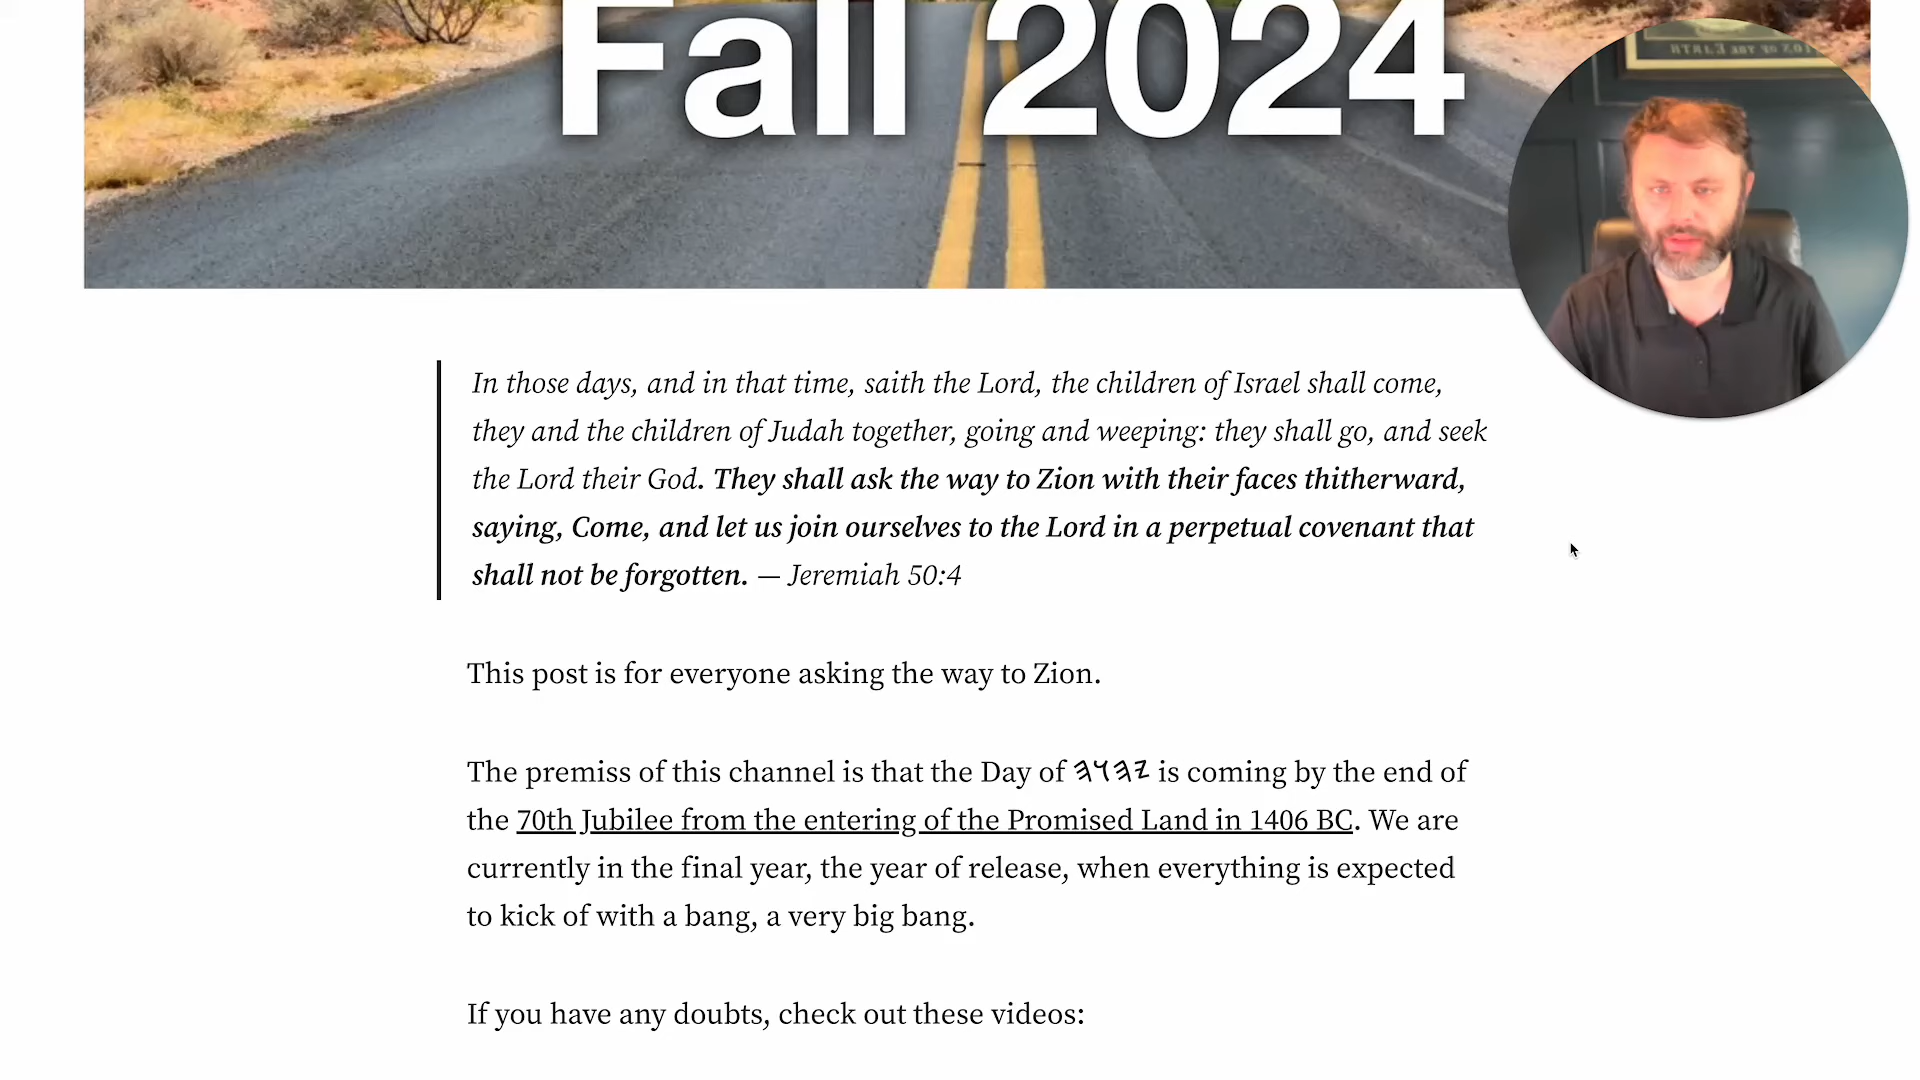 Fall 2024
In those days, and in that time, saith the Lord, the children of Israel shall come,
they and the children of Judah together, going and weeping: they shall go, and seek
the Lord their God. They shall ask the way to Zion with their faces thitherward,
saying, Come, and let us join ourselves to the Lord in a perpetual covenant that
shall not be forgotten. — Jeremiah 50:4
This post is for everyone asking the way to Zion.
The premiss of this channel is that the Day of 𐤉𐤄𐤅𐤄 is coming by the end of
the 70th Jubilee from the entering of the Promised Land in 1406 BC. We are
currently in the final year, the year of release, when everything is expected
to kick of with a bang, a very big bang.
If you have any doubts, check out these videos: